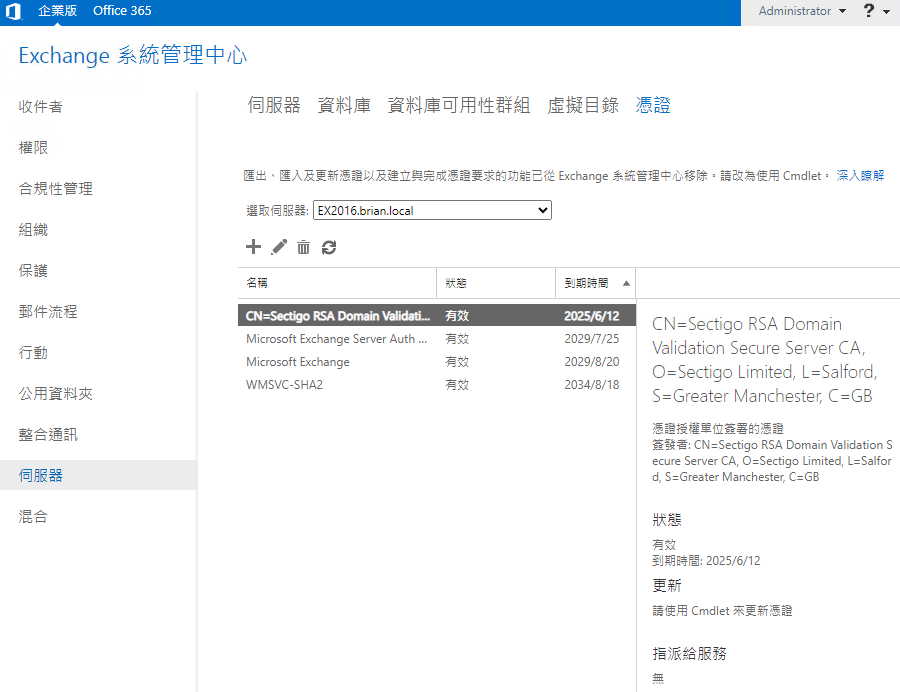 企業版 Office 365 Administrator ?
Exchange 系統管理中心
收件者
權限
合規性管理
組織
保護
郵件流程
行動
公用資料夾
整合通訊
伺服器
混合
伺服器 資料庫 資料庫可用性群組 虛擬目錄 憑證
匯出、匯入及更新憑證以及建立與完成憑證要求的功能已從 Exchange 系統管理中心移除。請改為使用 Cmdlet。 深入瞭解
選取伺服器: EX2016.brian.local
名稱 狀態 到期時間
CN=Sectigo RSA Domain Validati... 有效 2025/6/12
Microsoft Exchange Server Auth ... 有效 2029/7/25
Microsoft Exchange 有效 2029/8/20
WMSVC-SHA2 有效 2034/8/18
CN=Sectigo RSA Domain
Validation Secure Server CA,
O=Sectigo Limited, L=Salford,
S=Greater Manchester, C=GB
憑證授權單位簽署的憑證
簽發者: CN=Sectigo RSA Domain Validation S
ecure Server CA, O=Sectigo Limited, L=Salfor
d, S=Greater Manchester, C=GB
狀態
有效
到期時間: 2025/6/12
更新
請使用 Cmdlet 來更新憑證
指派給服務
無